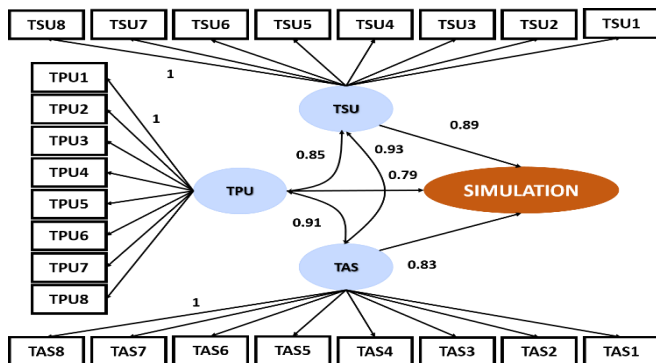 TSU8 TSU7 TSU6 TSU5 TSU4 TSU3 TSU2 TSU1
TPU1
1
TPU2
1
TPU3
TPU4
TPU5
TPU6
TPU7
TPU8
TSU
0.89
0.85
0.93
0.79
TPU
SIMULATION
0.91
TAS
0.83
1
TAS8 TAS7 TAS6 TAS5 TAS4 TAS3 TAS2 TAS1